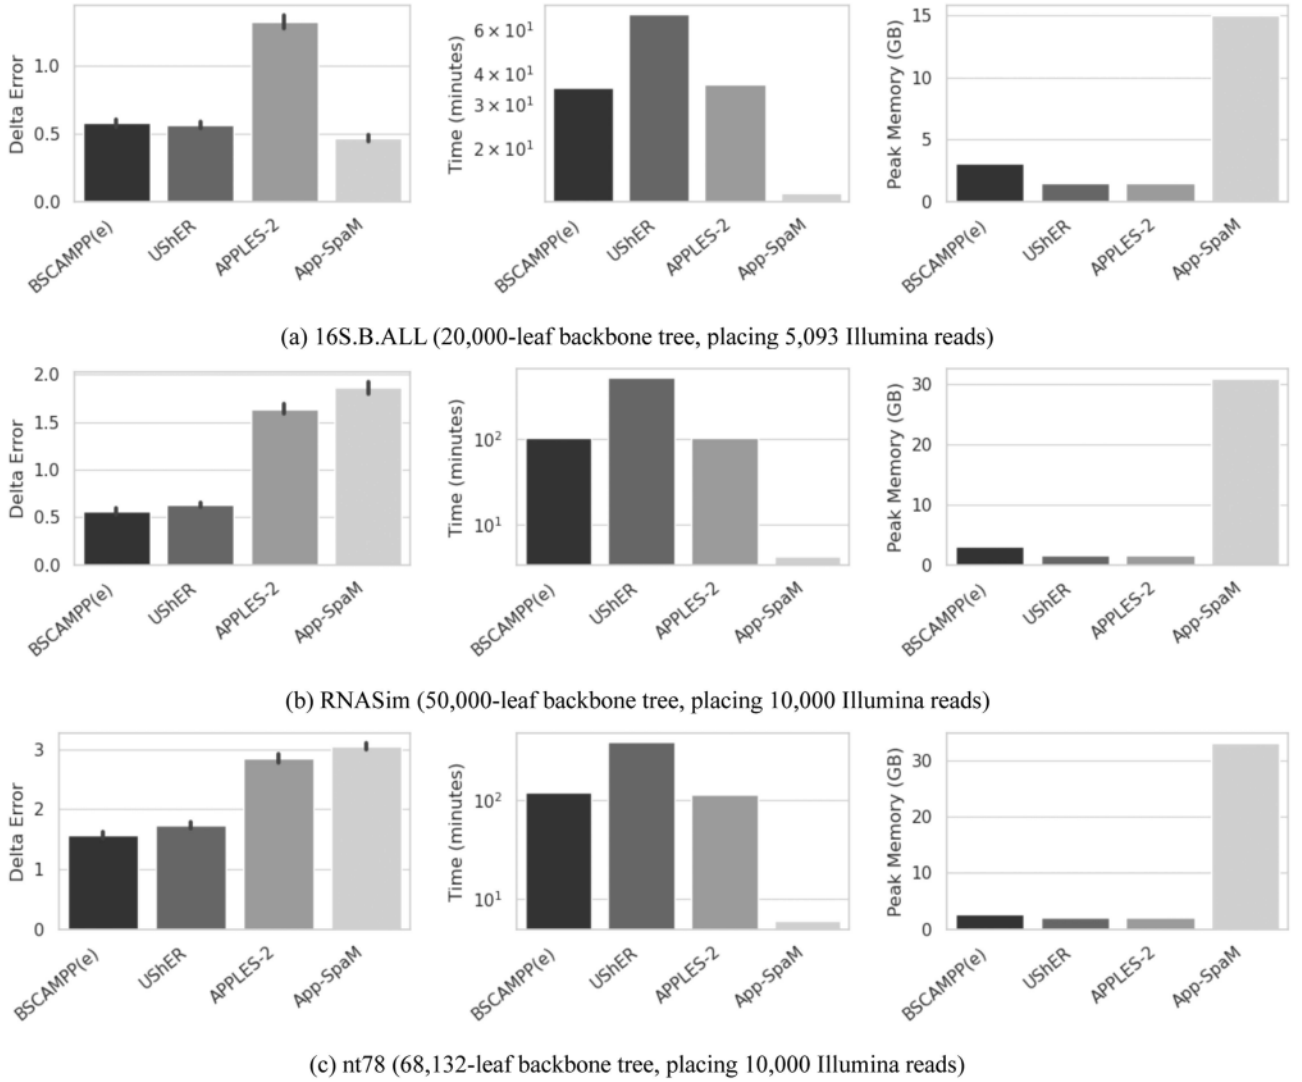 Delta Error
1.0
0.5
0.0
BSCAMPP(e)
UShER
APPLES-2
App-SpaM
Time (minutes)
6 × 10¹
4 × 10¹
3 × 10¹
2 × 10¹
BSCAMPP(e)
UShER
APPLES-2
App-SpaM
Peak Memory (GB)
15
10
5
0
BSCAMPP(e)
UShER
APPLES-2
App-SpaM
(a) 16S.B.ALL (20,000-leaf backbone tree, placing 5,093 Illumina reads)
Delta Error
2.0
1.5
1.0
0.5
0.0
BSCAMPP(e)
UShER
APPLES-2
App-SpaM
Time (minutes)
10²
10¹
BSCAMPP(e)
UShER
APPLES-2
App-SpaM
Peak Memory (GB)
30
20
10
0
BSCAMPP(e)
UShER
APPLES-2
App-SpaM
(b) RNASim (50,000-leaf backbone tree, placing 10,000 Illumina reads)
Delta Error
3
2
1
0
BSCAMPP(e)
UShER
APPLES-2
App-SpaM
Time (minutes)
10²
10¹
BSCAMPP(e)
UShER
APPLES-2
App-SpaM
Peak Memory (GB)
30
20
10
0
BSCAMPP(e)
UShER
APPLES-2
App-SpaM
(c) nt78 (68,132-leaf backbone tree, placing 10,000 Illumina reads)